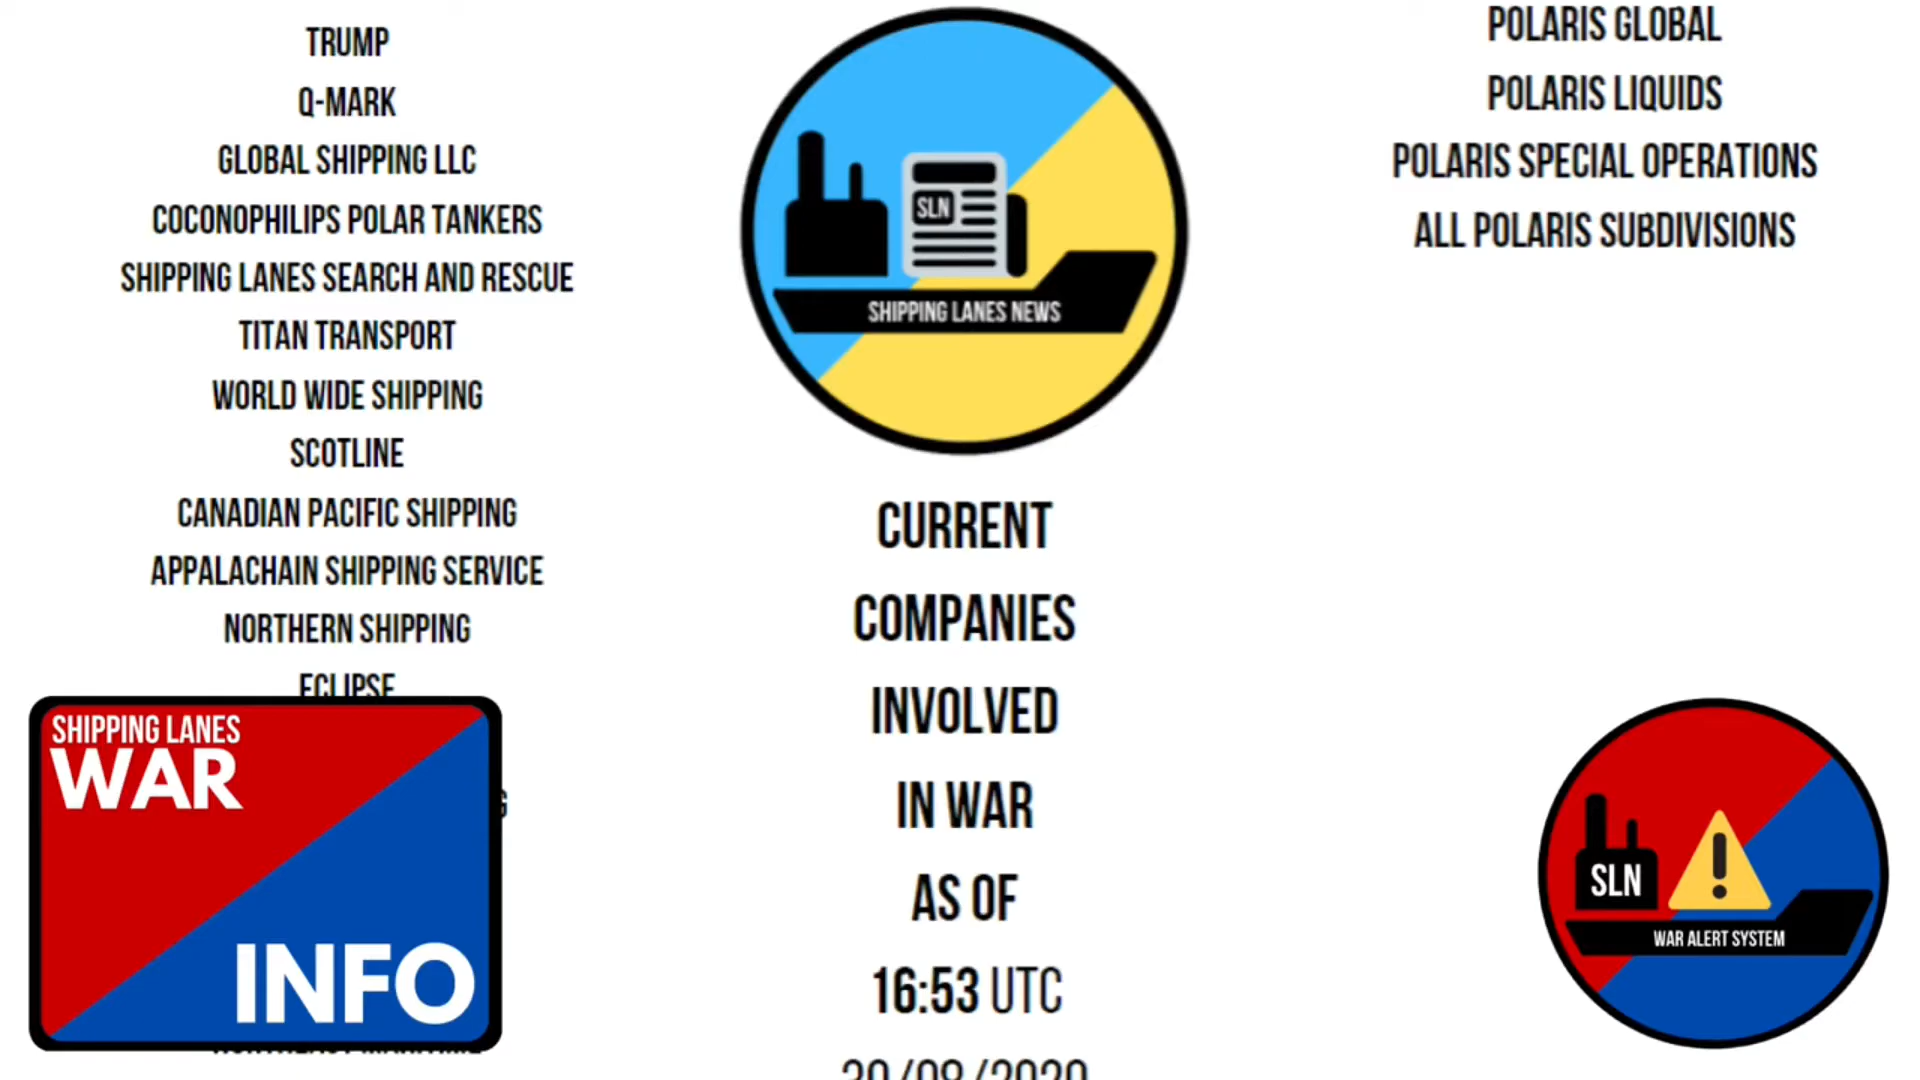 TRUMP
Q-MARK
GLOBAL SHIPPING LLC
COCONOPHILIPS POLAR TANKERS
SHIPPING LANES SEARCH AND RESCUE
TITAN TRANSPORT
WORLD WIDE SHIPPING
SCOTLINE
CANADIAN PACIFIC SHIPPING
APPALACHAIN SHIPPING SERVICE
NORTHERN SHIPPING
ECLIPSE
SHIPPING LANES
WAR
INFO
SLN
SHIPPING LANES NEWS
CURRENT
COMPANIES
INVOLVED
IN WAR
AS OF
16:53 UTC
POLARIS GLOBAL
POLARIS LIQUIDS
POLARIS SPECIAL OPERATIONS
ALL POLARIS SUBDIVISIONS
SLN
WAR ALERT SYSTEM